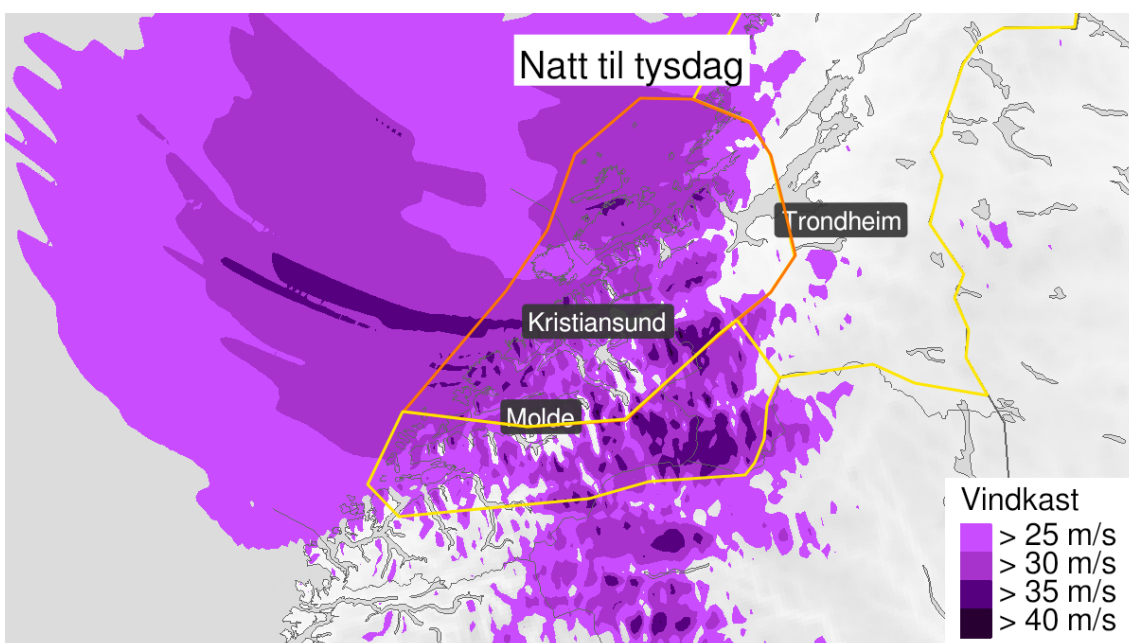 Natt til tysdag
Trondheim
Kristiansund
Molde
Vindkast
> 25 m/s
> 30 m/s
> 35 m/s
> 40 m/s